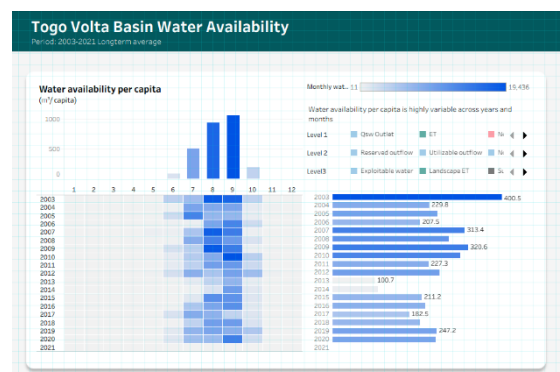 Togo Volta Basin Water Availability
Period: 2003-2021 Longterm average
Water availability per capita
(m³/capita)
Monthly wat.. 11 19,436
Water availability per capita is highly variable across years and
months
Level 1 Qsw Outlet ET
Level 2 Reserved outflow Utilizable outflow
Level3 Exploitable water Landscape ET
1000
500
0
1 2 3 4 5 6 7 8 9 10 11 12
2003 2003 400.5
2004 2004 229.8
2005 2005
2006 2006 207.5
2007 2007 313.4
2008 2008
2009 2009 320.6
2010 2010
2011 2011 227.3
2012 2012
2013 2013 100.7
2014 2014
2015 2015 211.2
2016 2016
2017 2017 182.5
2018 2018
2019 2019 247.2
2020 2020
2021 2021